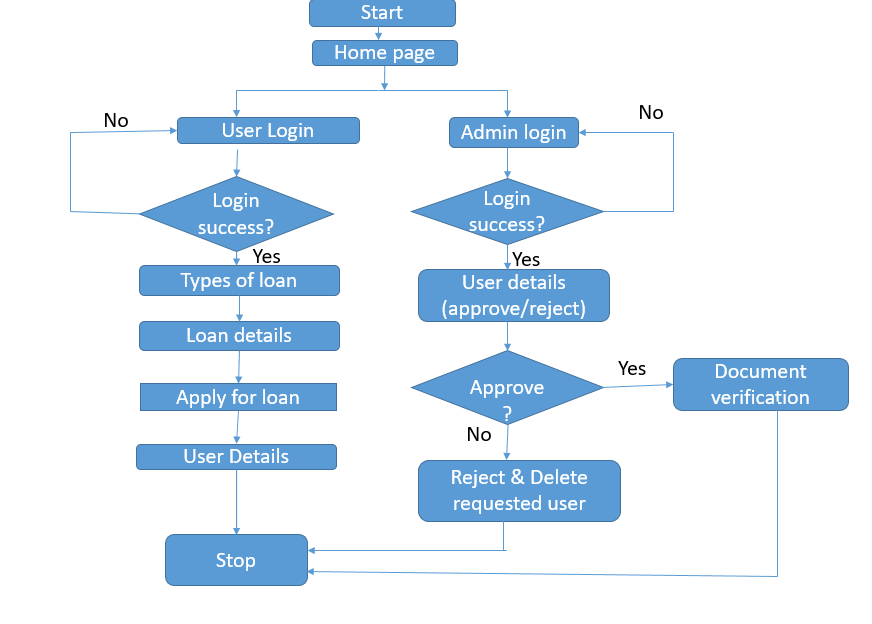 Start
Home page
No
User Login
Login
success?
Yes
Types of loan
Loan details
Apply for loan
User Details
Stop
Admin login
No
Login
success?
Yes
User details
(approve/reject)
Approve
?
Yes
Document
verification
No
Reject & Delete
requested user